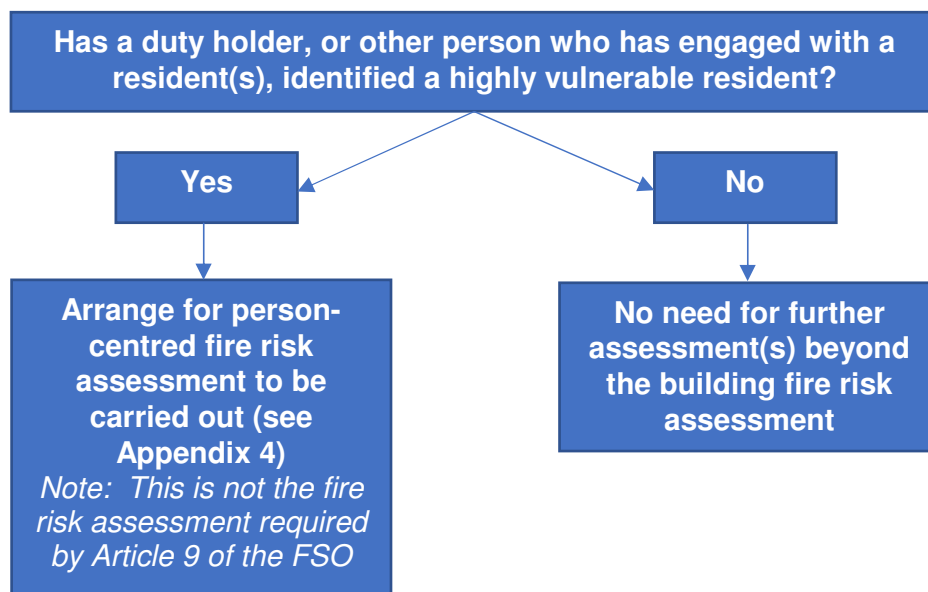 Has a duty holder, or other person who has engaged with a
resident(s), identified a highly vulnerable resident?
Yes
No
Arrange for person-
centred fire risk
assessment to be
carried out (see
Appendix 4)
Note: This is not the fire
risk assessment required
by Article 9 of the FSO
No need for further
assessment(s) beyond
the building fire risk
assessment